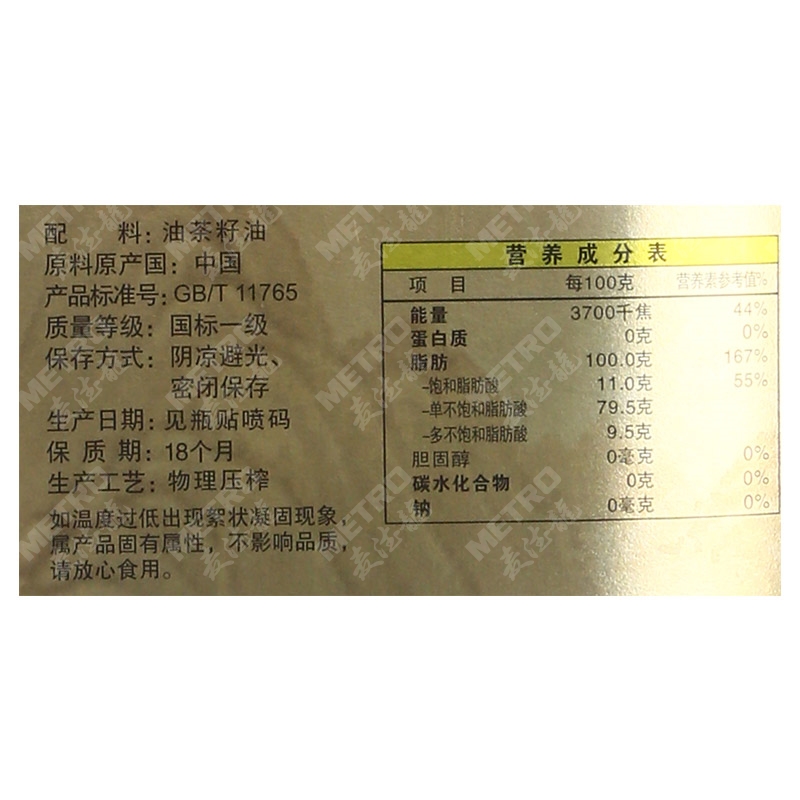 配 料: 油茶籽油
原料原产国: 中国
产品标准号: GB/T 11765
质量等级: 国标一级
保存方式: 阴凉避光、
密闭保存
生产日期: 见瓶贴喷码
保 质 期: 18个月
生产工艺: 物理压榨
如温度过低出现絮状凝固现象,
属产品固有属性，不影响品质,
请放心食用。
营养成分表
项 目 每100克 营养素参考值%
能量 3700千焦 44%
蛋白质 0克 0%
脂肪 100.0克 167%
-饱和脂肪酸 11.0克 55%
-单不饱和脂肪酸 79.5克
-多不饱和脂肪酸 9.5克
胆固醇 0毫克 0%
碳水化合物 0克 0%
钠 0毫克 0%
METRO
麦德龙